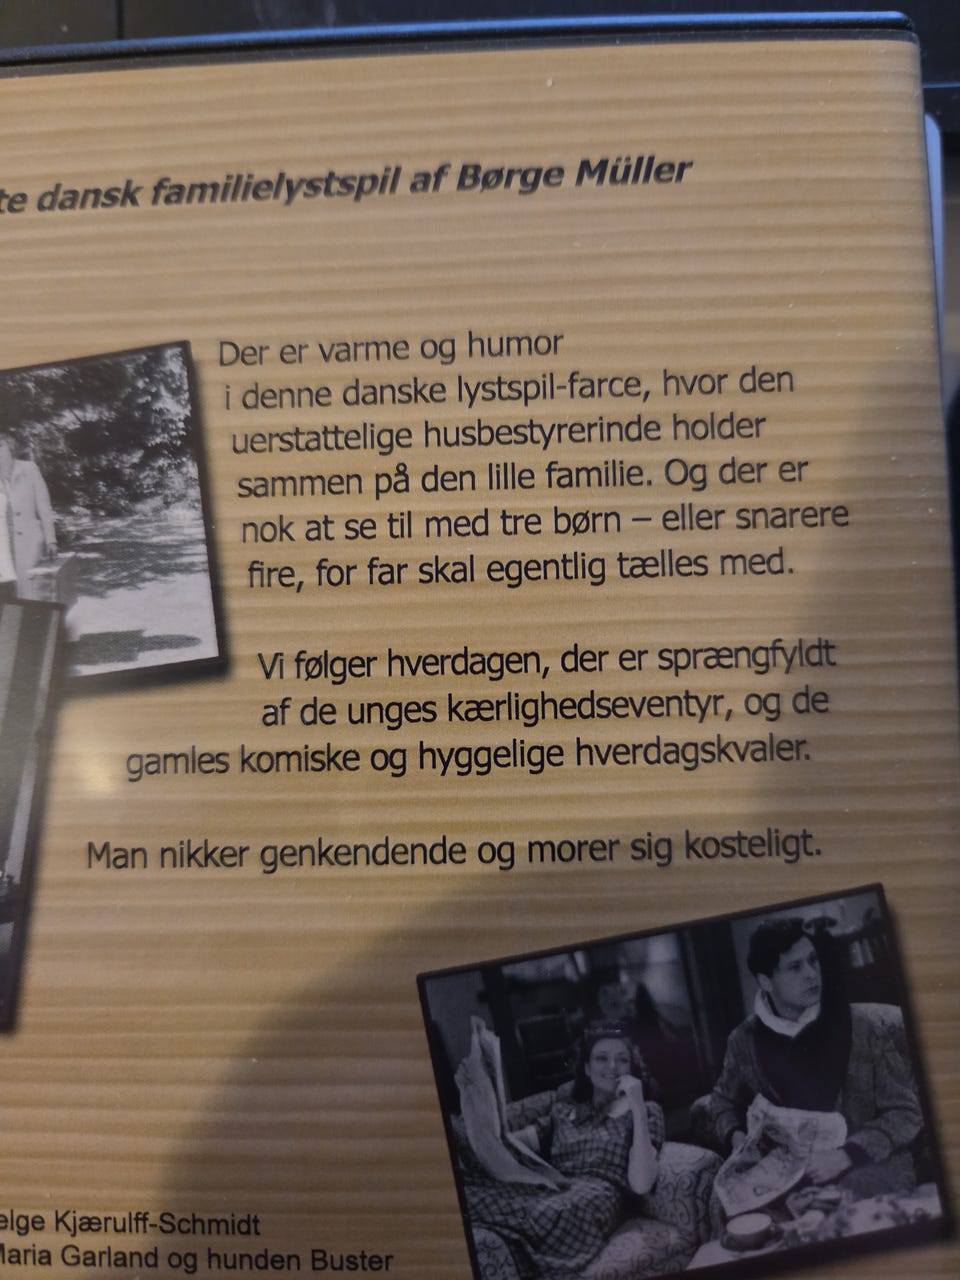 te dansk familielystspil af Børge Müller
Der er varme og humor
i denne danske lystspil-farce, hvor den
uerstattelige husbestyrerinde holder
sammen på den lille familie. Og der er
nok at se til med tre børn – eller snarere
fire, for far skal egentlig tælles med.
Vi følger hverdagen, der er sprængfyldt
af de unges kærlighedseventyr, og de
gamles komiske og hyggelige hverdagskvaler.
Man nikker genkendende og morer sig kosteligt.
elge Kjærulff-Schmidt
Maria Garland og hunden Buster